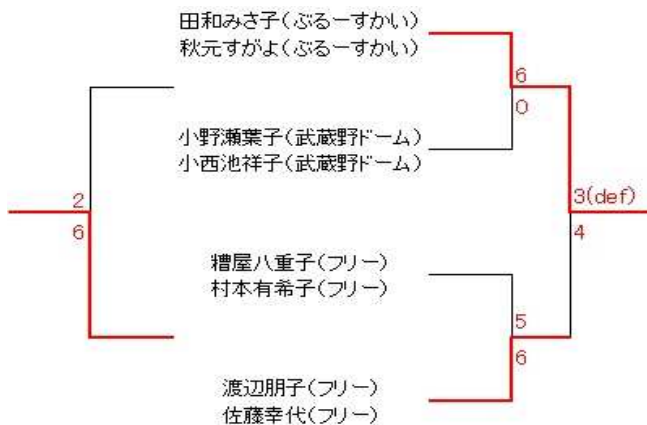 田和みさ子(ぶるーすかい)
秋元すがよ(ぶるーすかい)
6
0
小野瀬葉子(武蔵野ドーム)
小西池祥子(武蔵野ドーム)
2
6
3(def)
4
糟屋八重子(フリー)
村本有希子(フリー)
5
6
渡辺朋子(フリー)
佐藤幸代(フリー)